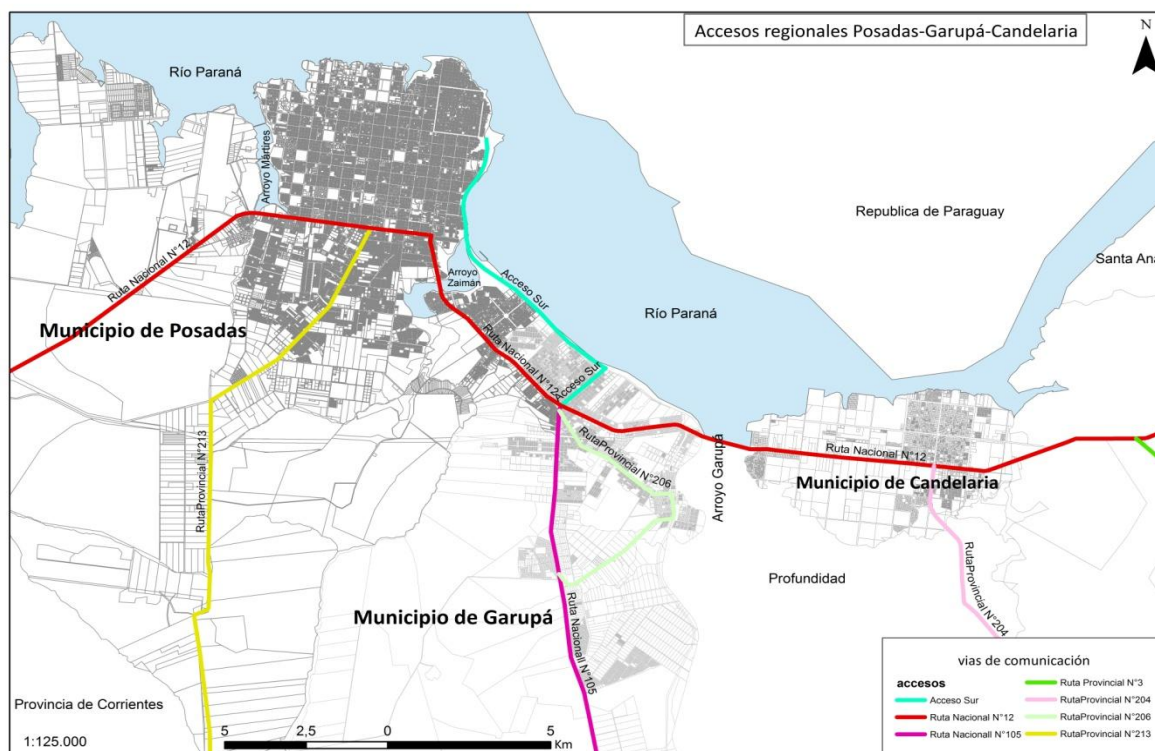 Accesos regionales Posadas-Garupá-Candelaria
N
Río Paraná
Arroyo Mártires
Republica de Paraguay
Santa Ana
Ruta Nacional N°12
Arroyo
Zaimán
Acceso Sur
Río Paraná
Municipio de Posadas
Ruta Nacional N°12
Acceso Sur
RutaProvincial N°213
RutaProvincial N°206
Arroyo Garupá
Ruta Nacional N°12
Municipio de Candelaria
Profundidad
RutaProvincial N°204
Municipio de Garupá
Ruta Nacionall N°105
Provincia de Corrientes
1:125.000
5
2,5
0
5
Km
vias de comunicación
accesos
Acceso Sur
Ruta Nacional N°12
Ruta Nacionall N°105
Ruta Provincial N°3
RutaProvincial N°204
RutaProvincial N°206
RutaProvincial N°213